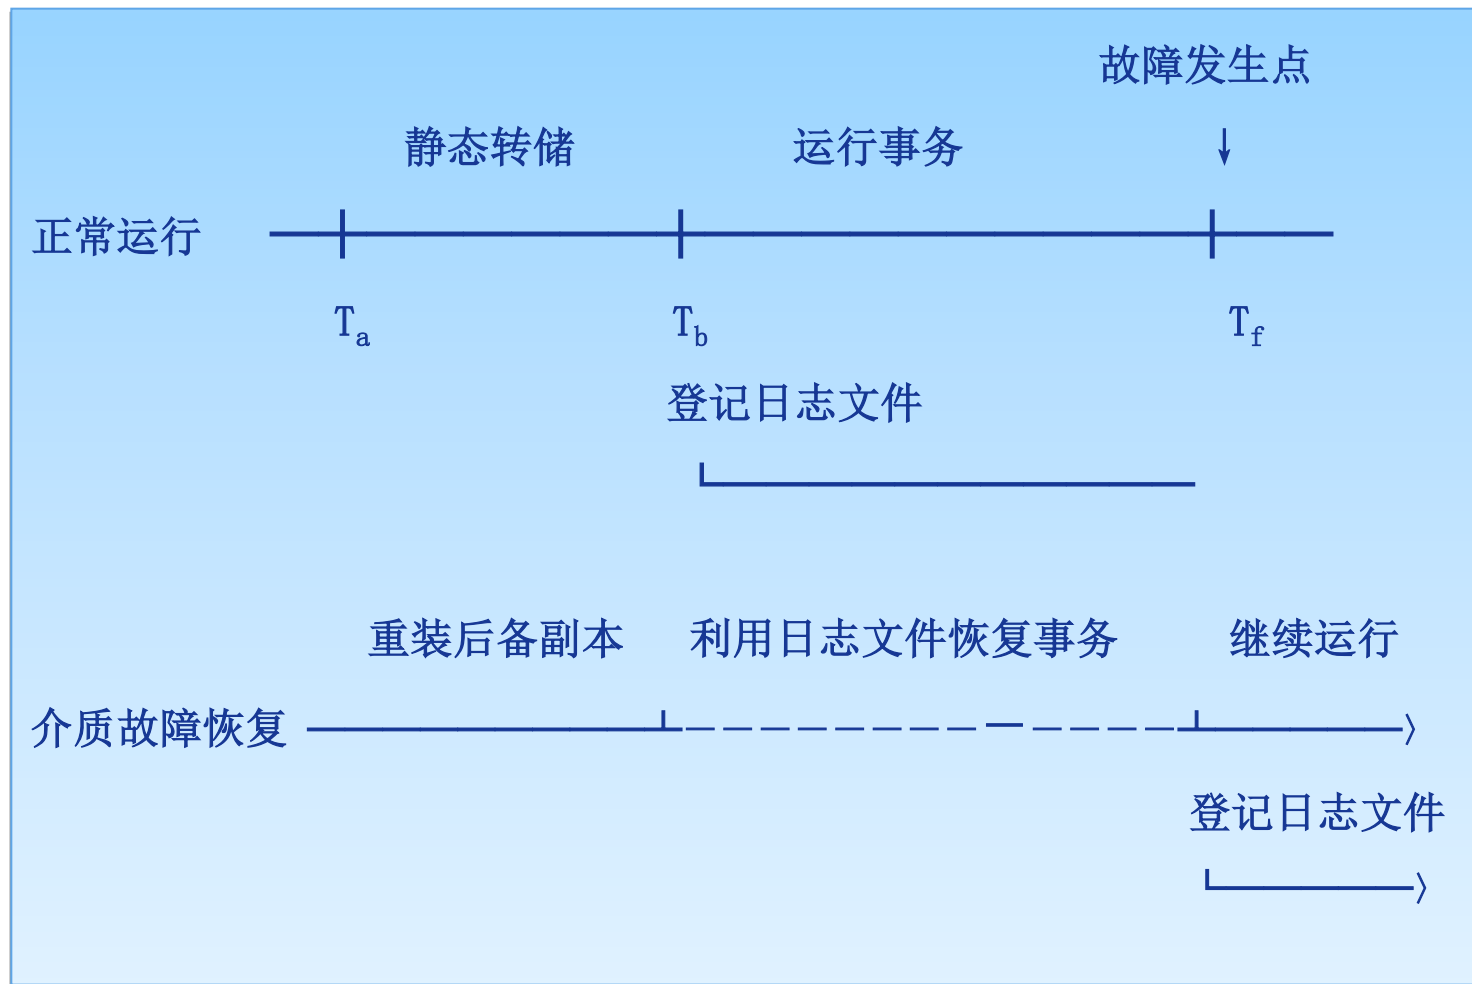 故障发生点
静态转储 运行事务
正常运行
Ta Tb Tf
登记日志文件
重装后备副本 利用日志文件恢复事务 继续运行
介质故障恢复
登记日志文件